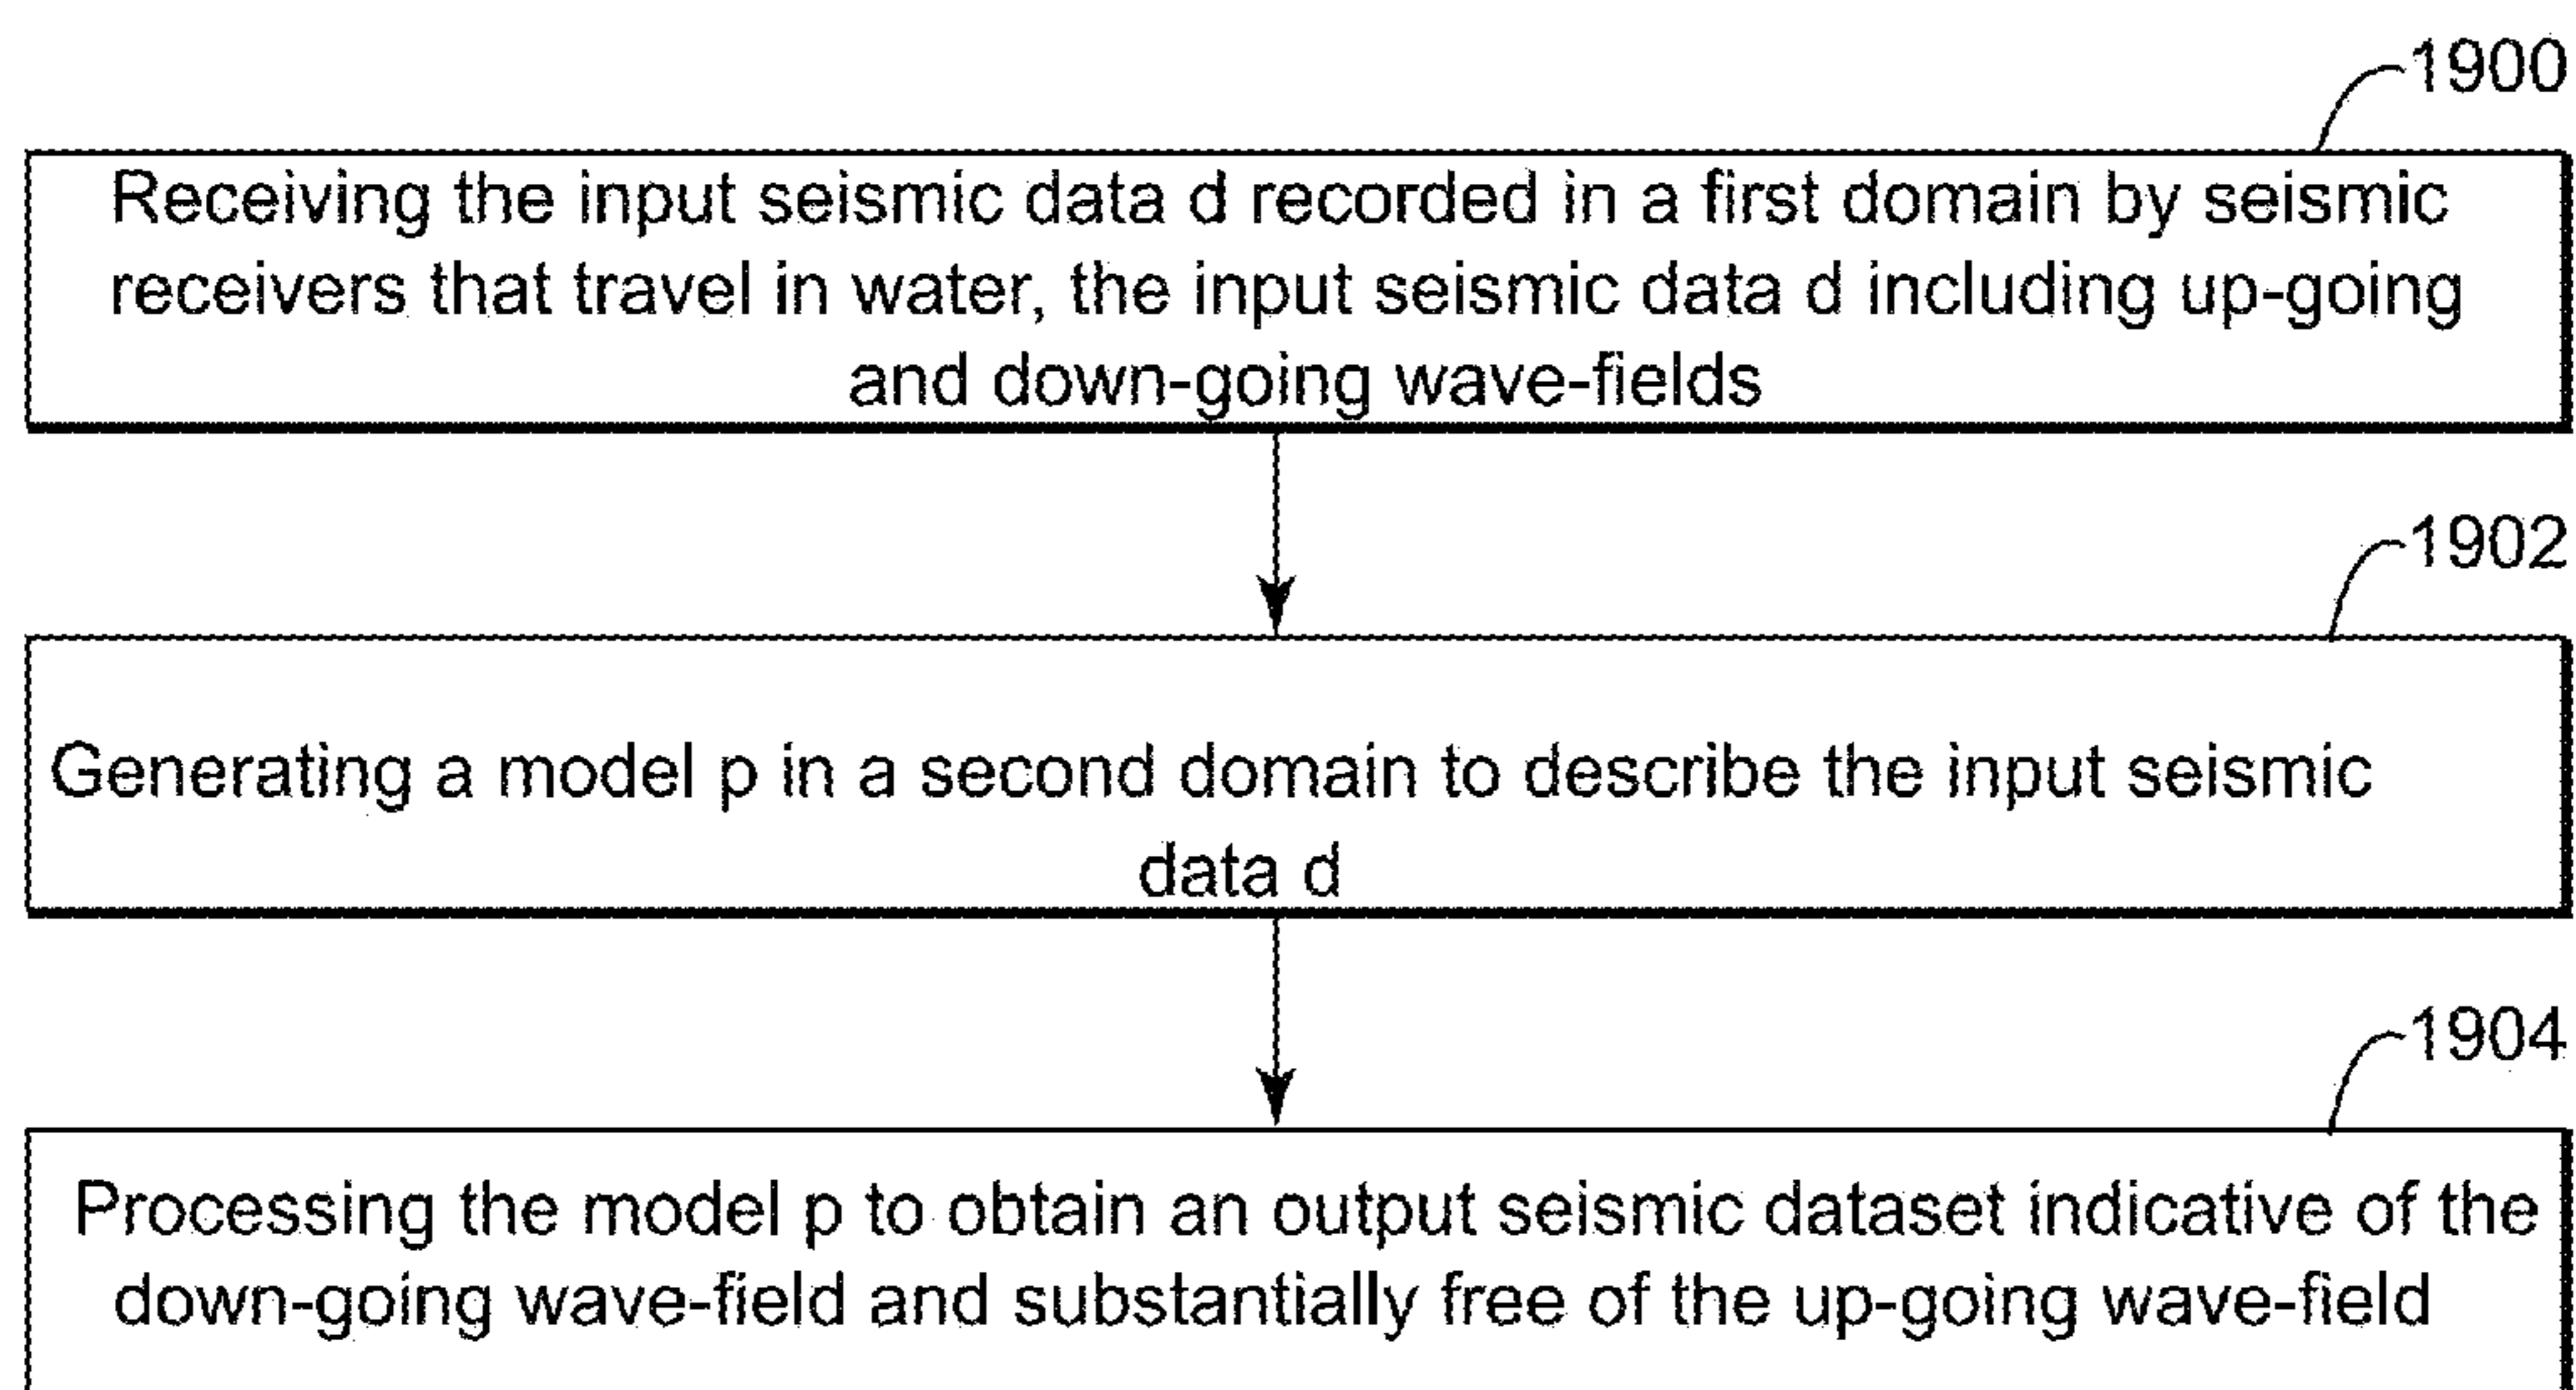 1900
Receiving the input seismic data d recorded in a first domain by seismic
receivers that travel in water, the input seismic data d including up-going
and down-going wave-fields
1902
Generating a model p in a second domain to describe the input seismic
data d
1904
Processing the model p to obtain an output seismic dataset indicative of the
down-going wave-field and substantially free of the up-going wave-field